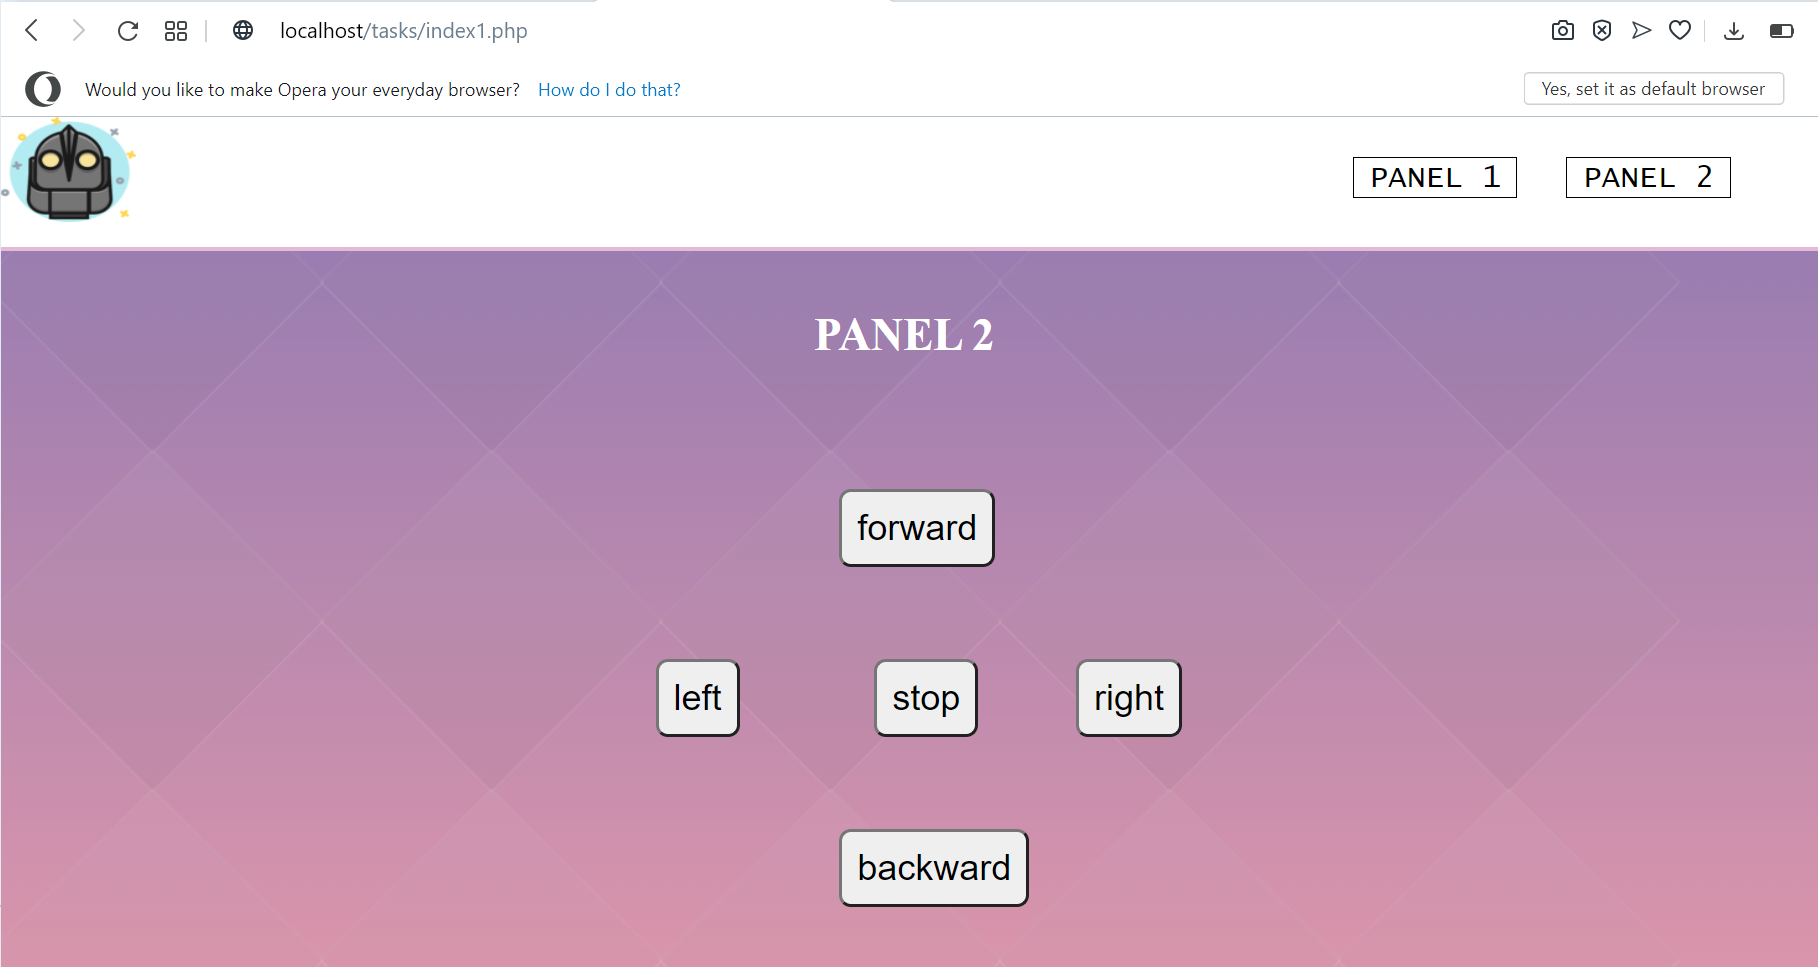 localhost/tasks/index1.php
Would you like to make Opera your everyday browser? How do I do that? Yes, set it as default browser
PANEL 1 PANEL 2
PANEL 2
forward
left stop right
backward